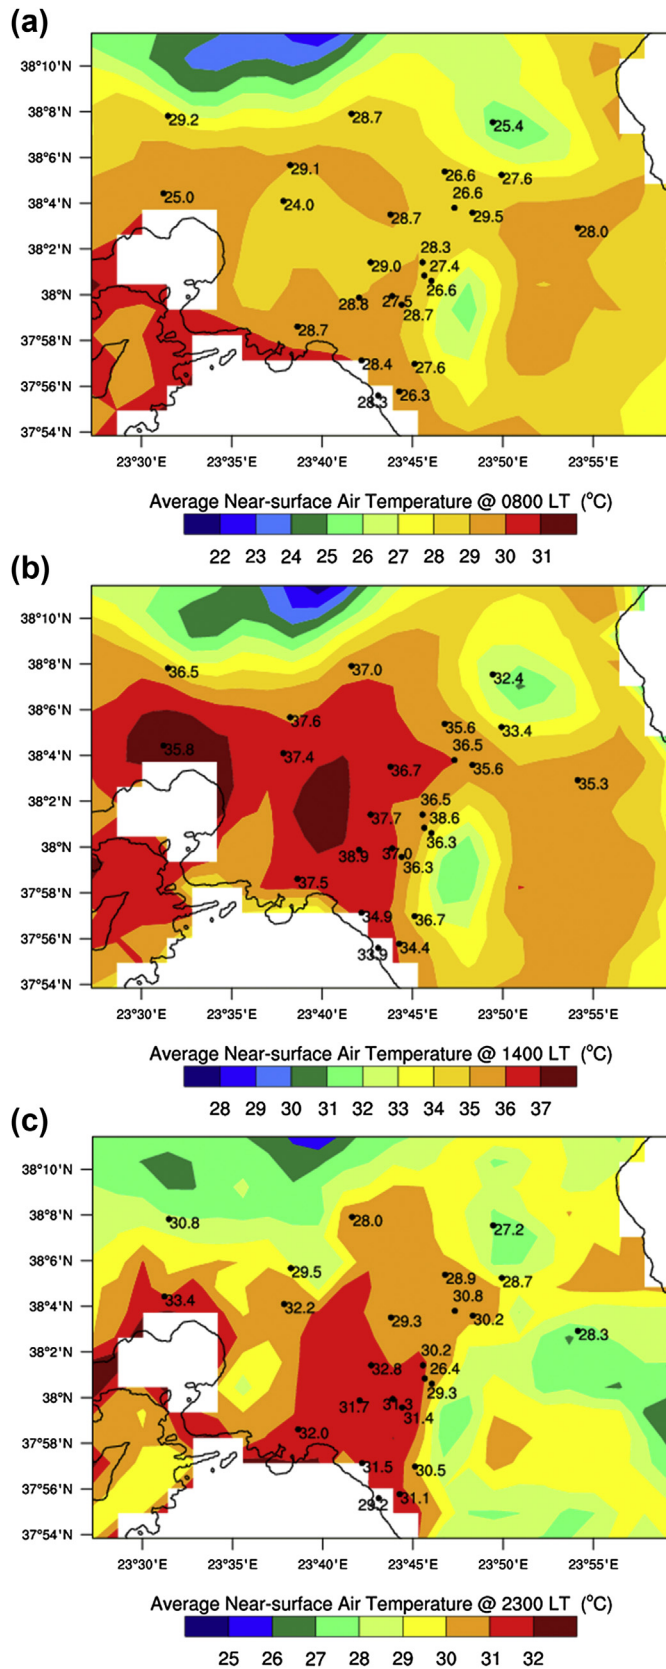 (a)
38°10'N
38°8'N
29.2
28.7
25.4
38°6'N
29.1
26.6
27.6
38°4'N
25.0
24.0
26.6
28.7
29.5
28.0
38°2'N
28.3
29.0
27.4
38°N
28.8
27.5
26.6
28.7
37°58'N
28.7
28.4
27.6
37°56'N
28.3
26.3
37°54'N
23°30'E 23°35'E 23°40'E 23°45'E 23°50'E 23°55'E
Average Near-surface Air Temperature @ 0800 LT (°C)
22 23 24 25 26 27 28 29 30 31
(b)
38°10'N
38°8'N
36.5
37.0
32.4
38°6'N
37.6
35.6
33.4
38°4'N
35.8
37.4
36.5
36.7
35.6
35.3
38°2'N
36.5
37.7
38.6
38°N
38.9
37.0
36.3
36.3
37°58'N
37.5
34.9
36.7
37°56'N
33.9
34.4
37°54'N
23°30'E 23°35'E 23°40'E 23°45'E 23°50'E 23°55'E
Average Near-surface Air Temperature @ 1400 LT (°C)
28 29 30 31 32 33 34 35 36 37
(c)
38°10'N
38°8'N
30.8
28.0
27.2
38°6'N
29.5
28.9
28.7
38°4'N
33.4
32.2
30.8
29.3
30.2
28.3
38°2'N
30.2
32.8
26.4
38°N
31.7
31.3
29.3
31.4
37°58'N
32.0
31.5
30.5
37°56'N
29.2
31.1
37°54'N
23°30'E 23°35'E 23°40'E 23°45'E 23°50'E 23°55'E
Average Near-surface Air Temperature @ 2300 LT (°C)
25 26 27 28 29 30 31 32